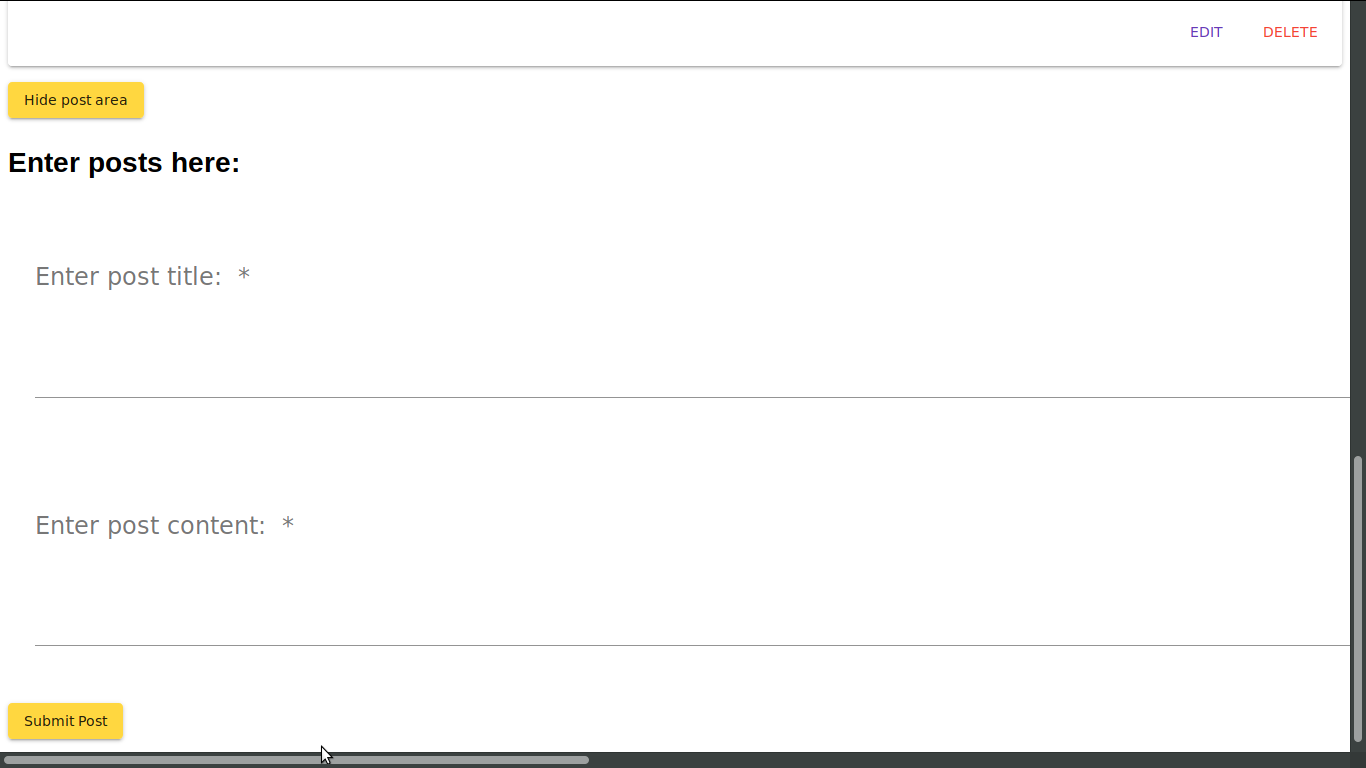 EDIT DELETE
Hide post area
Enter posts here:
Enter post title: *
Enter post content: *
Submit Post